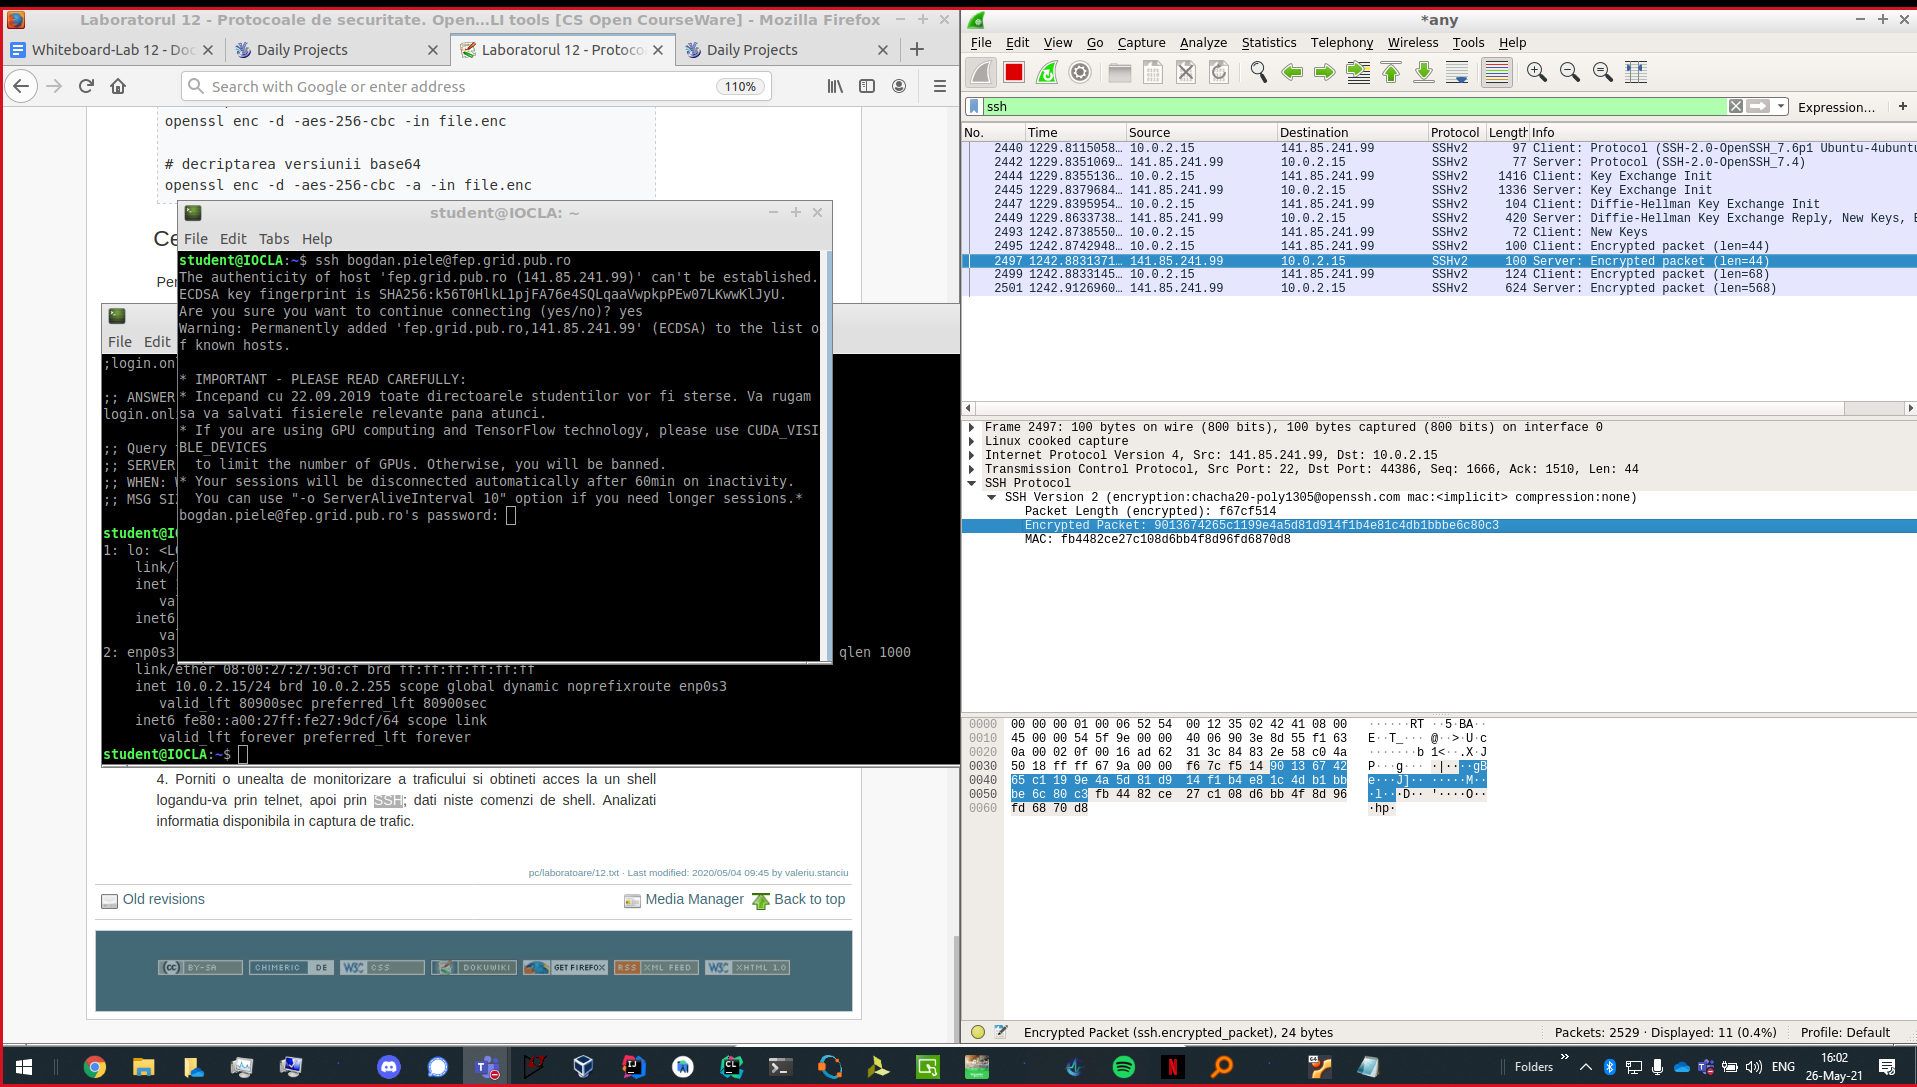 Laboratorul 12 - Protocoale de securitate. Open...LI tools [CS Open CourseWare] - Mozilla Firefox
Whiteboard-Lab 12 - Doc
Daily Projects
Laboratorul 12 - Protoco
Daily Projects
Search with Google or enter address
110%
openssl enc -d -aes-256-cbc -in file.enc
# decriptarea versiunii base64
openssl enc -d -aes-256-cbc -a -in file.enc
Ce
Per
student@IOCLA: ~
File Edit Tabs Help
student@IOCLA:~$ ssh bogdan.piele@fep.grid.pub.ro
The authenticity of host 'fep.grid.pub.ro (141.85.241.99)' can't be established.
ECDSA key fingerprint is SHA256:k56T0HlkL1pjFA76e4SQLqaaVwpkpPEw07LKwwKlJyU.
Are you sure you want to continue connecting (yes/no)? yes
Warning: Permanently added 'fep.grid.pub.ro,141.85.241.99' (ECDSA) to the list o
f known hosts.
* IMPORTANT - PLEASE READ CAREFULLY:
* Incepand cu 22.09.2019 toate directoarele studentilor vor fi sterse. Va rugam
sa va salvati fisierele relevante pana atunci.
* If you are using GPU computing and TensorFlow technology, please use CUDA_VISI
BLE_DEVICES
to limit the number of GPUs. Otherwise, you will be banned.
* Your sessions will be disconnected automatically after 60min on inactivity.
You can use "-o ServerAliveInterval 10" option if you need longer sessions.*
bogdan.piele@fep.grid.pub.ro's password:
File Edit
;login.on
;; ANSWER
login.onl
;; Query
;; SERVER
;; WHEN: W
;; MSG SIZ
student@I
1: lo: <L
link/
inet
va
inet6
va
2: enp0s3
qlen 1000
link/ether 08:00:27:27:9d:cf brd ff:ff:ff:ff:ff:ff
inet 10.0.2.15/24 brd 10.0.2.255 scope global dynamic noprefixroute enp0s3
valid_lft 80900sec preferred_lft 80900sec
inet6 fe80::a00:27ff:fe27:9dcf/64 scope link
valid_lft forever preferred_lft forever
student@IOCLA:~$
4. Porniti o unealta de monitorizare a traficului si obtineti acces la un shell
logandu-va prin telnet, apoi prin SSH; dati niste comenzi de shell. Analizati
informatia disponibila in captura de trafic.
pc/laboratoare/12.txt · Last modified: 2020/05/04 09:45 by valeriu.stanciu
Old revisions
Media Manager
Back to top
(cc) BY-SA
CHIMERIC DE
W3C CSS
DOKUWIKI
GET FIREFOX
RSS XML FEED
W3C XHTML 1.0
*any
File Edit View Go Capture Analyze Statistics Telephony Wireless Tools Help
ssh
Expression... +
No. Time Source Destination Protocol Length Info
2440 1229.8115058... 10.0.2.15 141.85.241.99 SSHv2 97 Client: Protocol (SSH-2.0-OpenSSH_7.6p1 Ubuntu-4ubuntu
2442 1229.8351069... 141.85.241.99 10.0.2.15 SSHv2 77 Server: Protocol (SSH-2.0-OpenSSH_7.4)
2444 1229.8355136... 10.0.2.15 141.85.241.99 SSHv2 1416 Client: Key Exchange Init
2445 1229.8379684... 141.85.241.99 10.0.2.15 SSHv2 1336 Server: Key Exchange Init
2447 1229.8395954... 10.0.2.15 141.85.241.99 SSHv2 104 Client: Diffie-Hellman Key Exchange Init
2449 1229.8633738... 141.85.241.99 10.0.2.15 SSHv2 420 Server: Diffie-Hellman Key Exchange Reply, New Keys, E
2493 1242.8738550... 10.0.2.15 141.85.241.99 SSHv2 72 Client: New Keys
2495 1242.8742948... 10.0.2.15 141.85.241.99 SSHv2 100 Client: Encrypted packet (len=44)
2497 1242.8831371... 141.85.241.99 10.0.2.15 SSHv2 100 Server: Encrypted packet (len=44)
2499 1242.8833145... 10.0.2.15 141.85.241.99 SSHv2 124 Client: Encrypted packet (len=68)
2501 1242.9126960... 141.85.241.99 10.0.2.15 SSHv2 624 Server: Encrypted packet (len=568)
Frame 2497: 100 bytes on wire (800 bits), 100 bytes captured (800 bits) on interface 0
Linux cooked capture
Internet Protocol Version 4, Src: 141.85.241.99, Dst: 10.0.2.15
Transmission Control Protocol, Src Port: 22, Dst Port: 44386, Seq: 1666, Ack: 1510, Len: 44
SSH Protocol
SSH Version 2 (encryption:chacha20-poly1305@openssh.com mac:<implicit> compression:none)
Packet Length (encrypted): f67cf514
Encrypted Packet: 9013674265c1199e4a5d81d914f1b4e81c4db1bbbe6c80c3
MAC: fb4482ce27c108d6bb4f8d96fd6870d8
0000 00 00 00 01 00 06 52 54 00 12 35 02 42 41 08 00 ······RT ··5·BA··
0010 45 00 00 54 5f 9e 00 00 40 06 90 3e 8d 55 f1 63 E··T_··· @··>·U·c
0020 0a 00 02 0f 00 16 ad 62 31 3c 84 83 2e 58 c0 4a ·······b 1<··.X·J
0030 50 18 ff ff 67 9a 00 00 f6 7c f5 14 90 13 67 42 P···g··· ·|····gB
0040 65 c1 19 9e 4a 5d 81 d9 14 f1 b4 e8 1c 4d b1 bb e···J]·· ·····M··
0050 be 6c 80 c3 fb 44 82 ce 27 c1 08 d6 bb 4f 8d 96 ·l···D·· '····O··
0060 fd 68 70 d8 ·hp·
Encrypted Packet (ssh.encrypted_packet), 24 bytes
Packets: 2529 · Displayed: 11 (0.4%)
Profile: Default
Folders
ENG
16:02
26-May-21